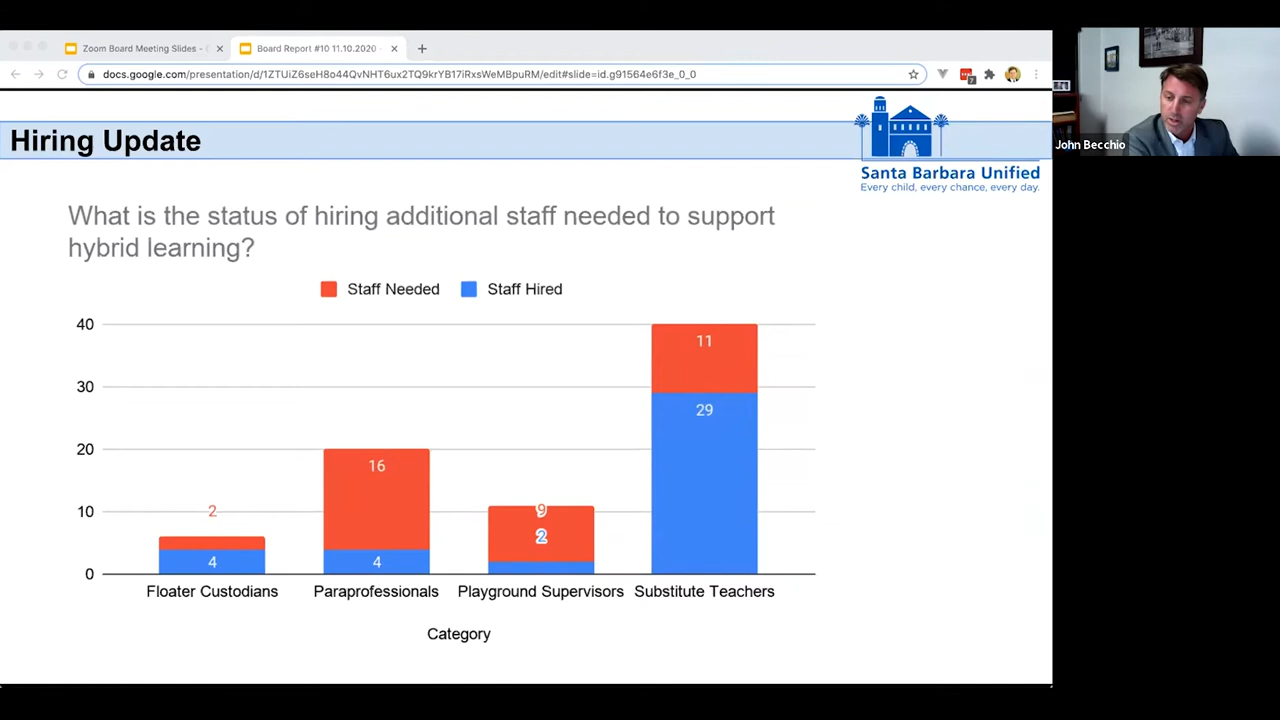 Zoom Board Meeting Slides -
Board Report #10 11.10.2020 -
docs.google.com/presentation/d/1ZTUiZ6seH8o44QvNHT6ux2TQ9krYB17iRxsWeMBpuRM/edit#slide=id.g91564e6f3e_0_0
7
Hiring Update
Santa Barbara Unified
Every child, every chance, every day.
John Becchio
What is the status of hiring additional staff needed to support
hybrid learning?
Staff Needed Staff Hired
40
30
20
10
0
2
4
16
4
9
2
11
29
Floater Custodians Paraprofessionals Playground Supervisors Substitute Teachers
Category